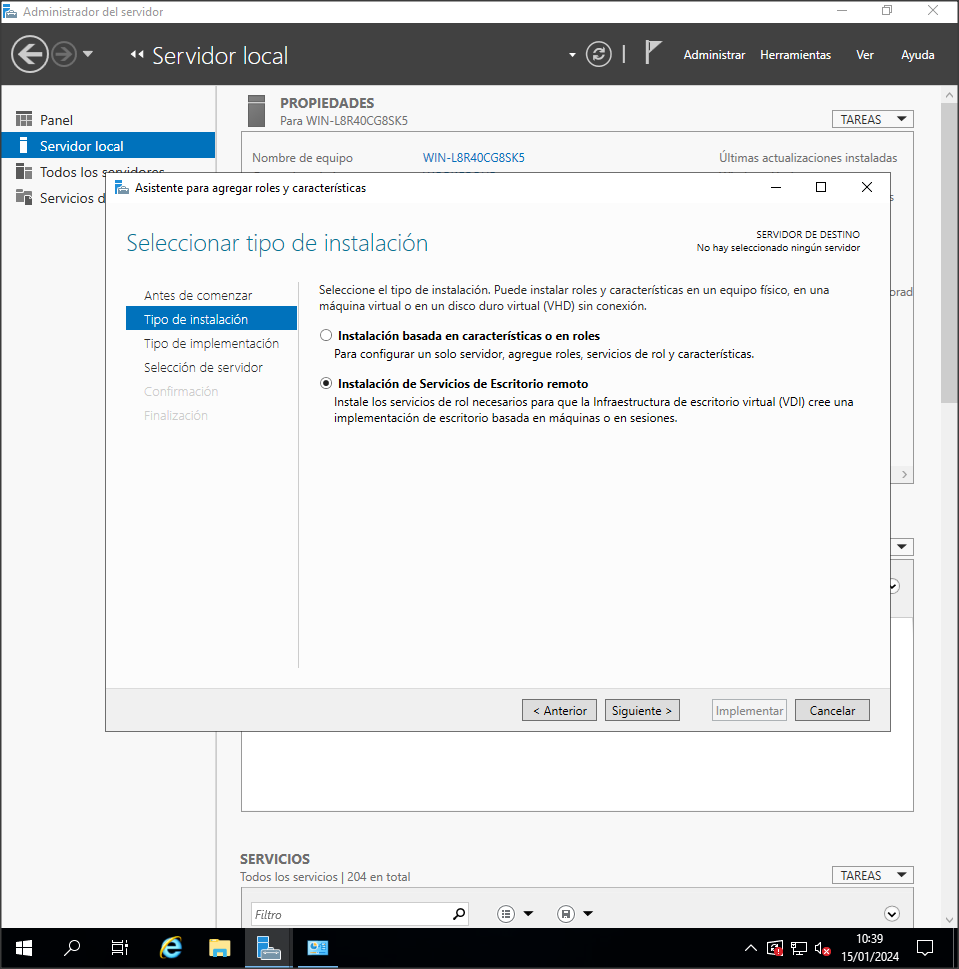 Administrador del servidor
Servidor local
Administrar Herramientas Ver Ayuda
Panel
Servidor local
Todos los servidores
Servicios d
PROPIEDADES
Para WIN-L8R40CG8SK5
TAREAS
Nombre de equipo WIN-L8R40CG8SK5 Últimas actualizaciones instaladas
Asistente para agregar roles y características
Seleccionar tipo de instalación
SERVIDOR DE DESTINO
No hay seleccionado ningún servidor
Antes de comenzar
Tipo de instalación
Tipo de implementación
Selección de servidor
Confirmación
Finalización
Seleccione el tipo de instalación. Puede instalar roles y características en un equipo físico, en una
máquina virtual o en un disco duro virtual (VHD) sin conexión.
Instalación basada en características o en roles
Para configurar un solo servidor, agregue roles, servicios de rol y características.
Instalación de Servicios de Escritorio remoto
Instale los servicios de rol necesarios para que la Infraestructura de escritorio virtual (VDI) cree una
implementación de escritorio basada en máquinas o en sesiones.
orad
< Anterior Siguiente > Implementar Cancelar
SERVICIOS
Todos los servicios | 204 en total
TAREAS
Filtro
10:39
15/01/2024